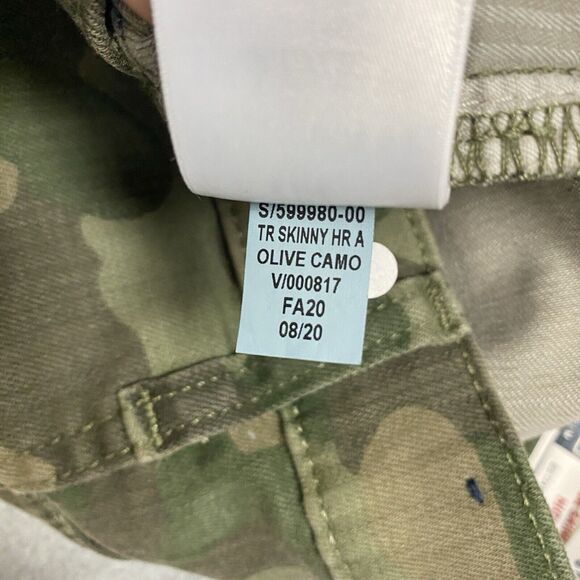 S/599980-00
TR SKINNY HR A
OLIVE CAMO
V/000817
FA20
08/20